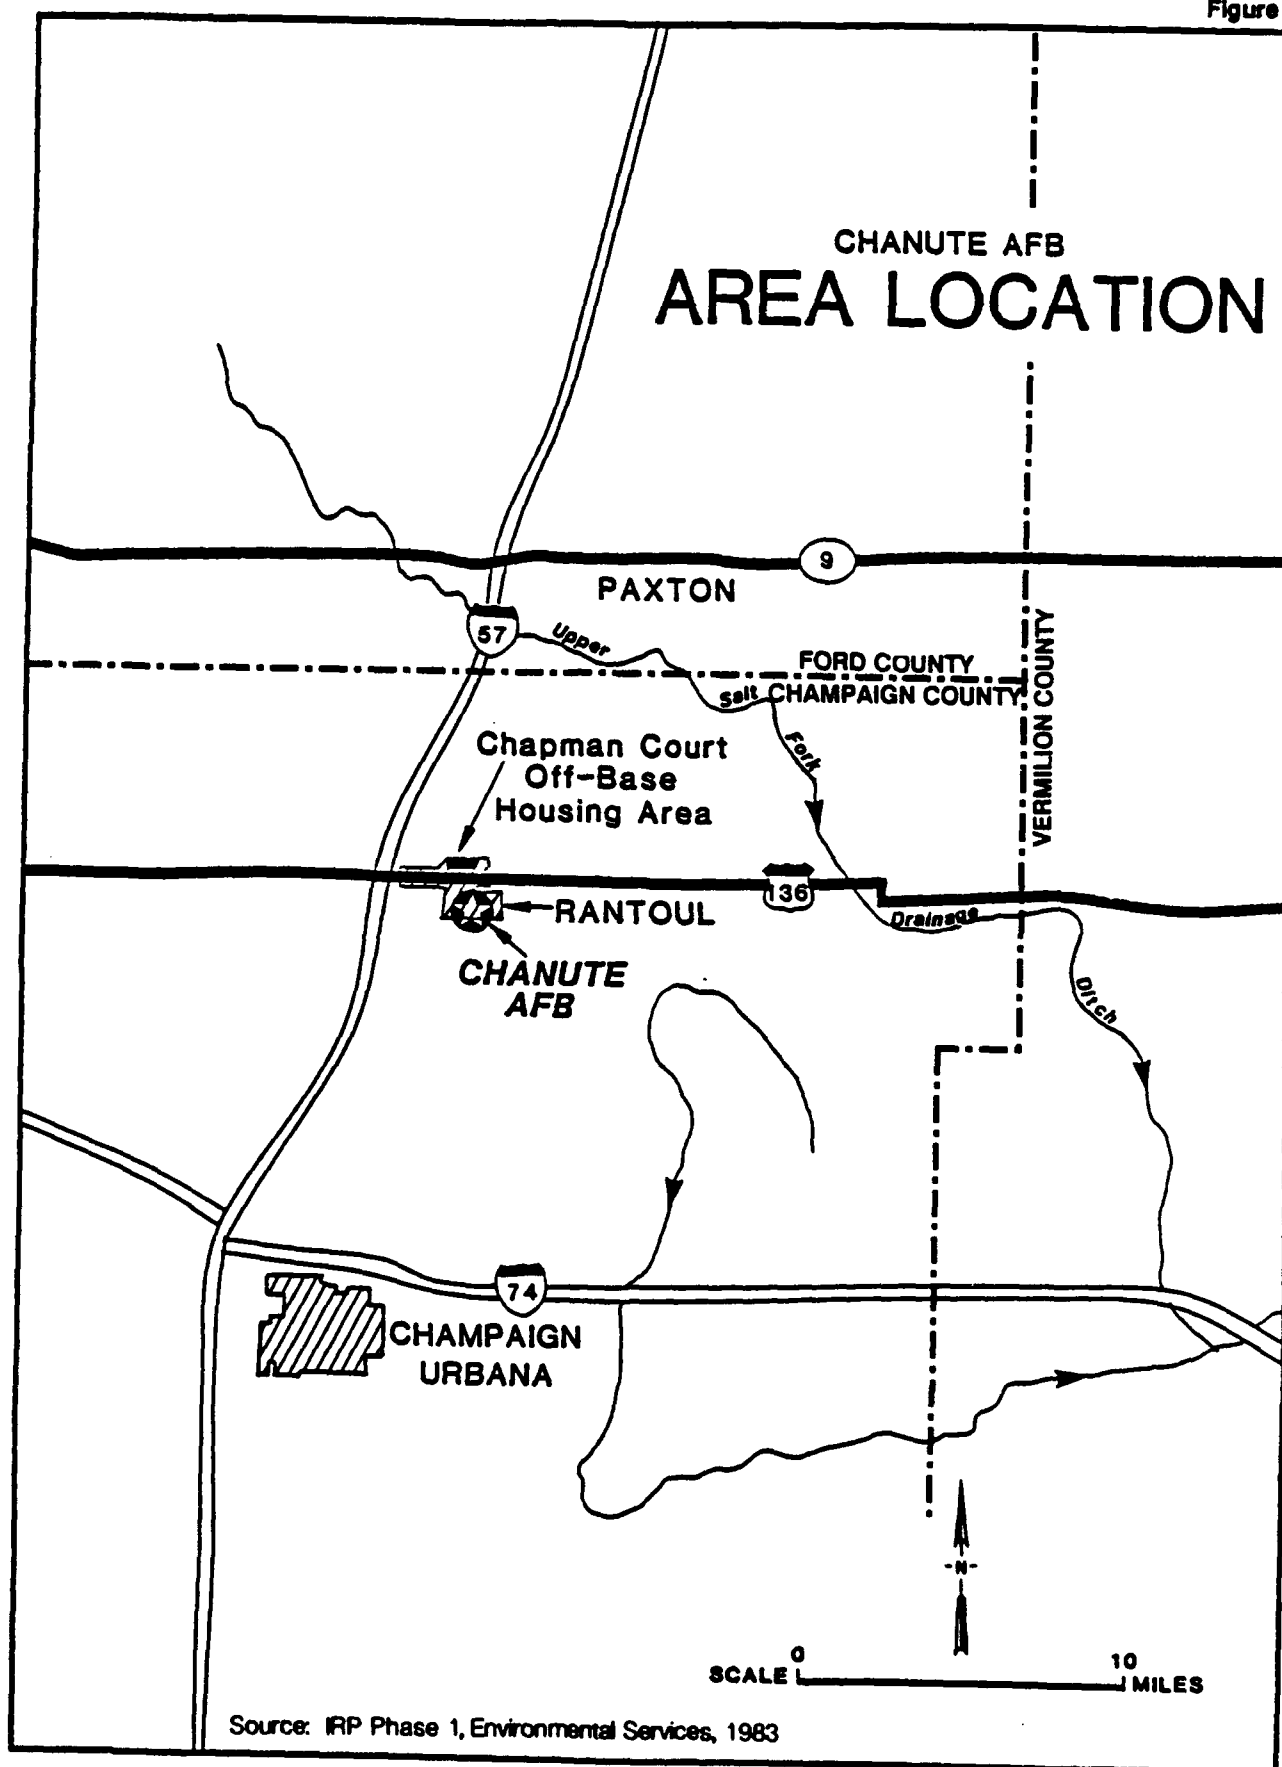 Figure
CHANUTE AFB
AREA LOCATION
9
PAXTON
57
Upper
FORD COUNTY
Salt
CHAMPAIGN COUNTY
VERMILION COUNTY
Fork
Chapman Court
Off-Base
Housing Area
136
RANTOUL
Drainage
CHANUTE
AFB
Ditch
74
CHAMPAIGN
URBANA
-N-
0
10
SCALE
MILES
Source: IRP Phase 1, Environmental Services, 1983